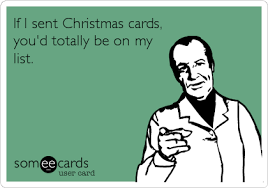 If I sent Christmas cards,
you'd totally be on my
list.
someecards
user card